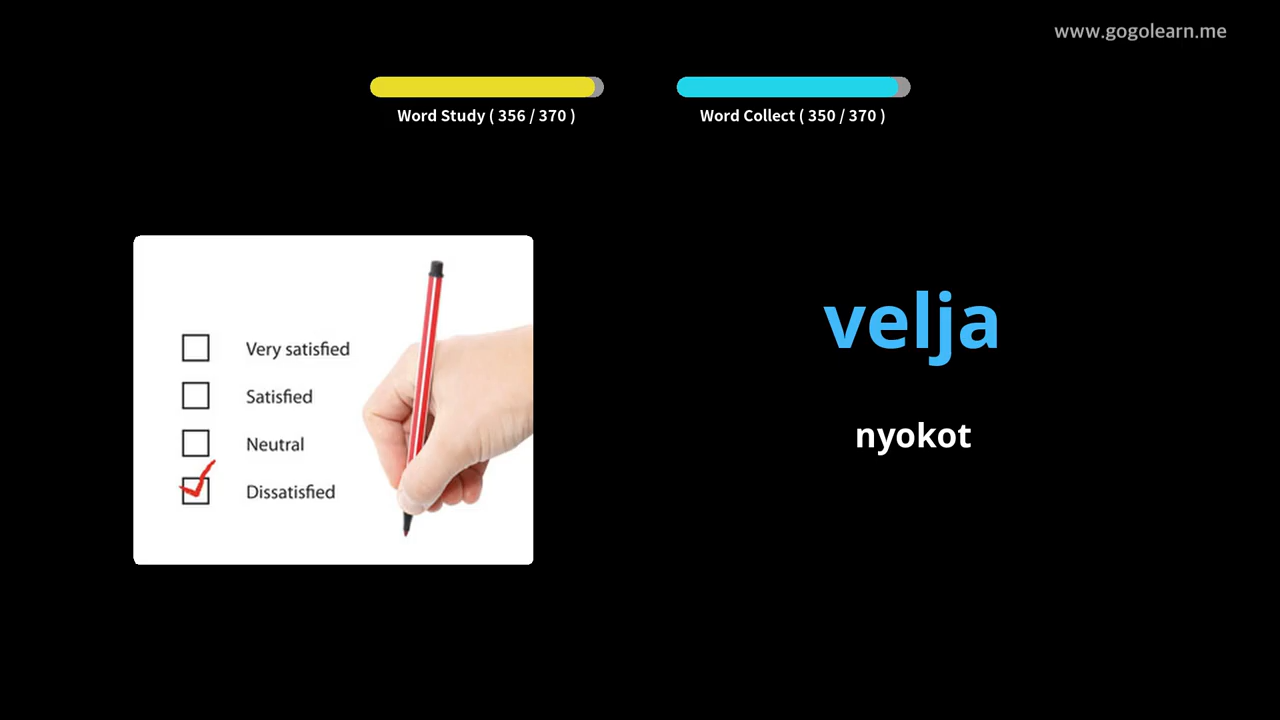 www.gogolearn.me
Word Study ( 356 / 370 )
Word Collect ( 350 / 370 )
Very satisfied
Satisfied
Neutral
Dissatisfied
velja
nyokot